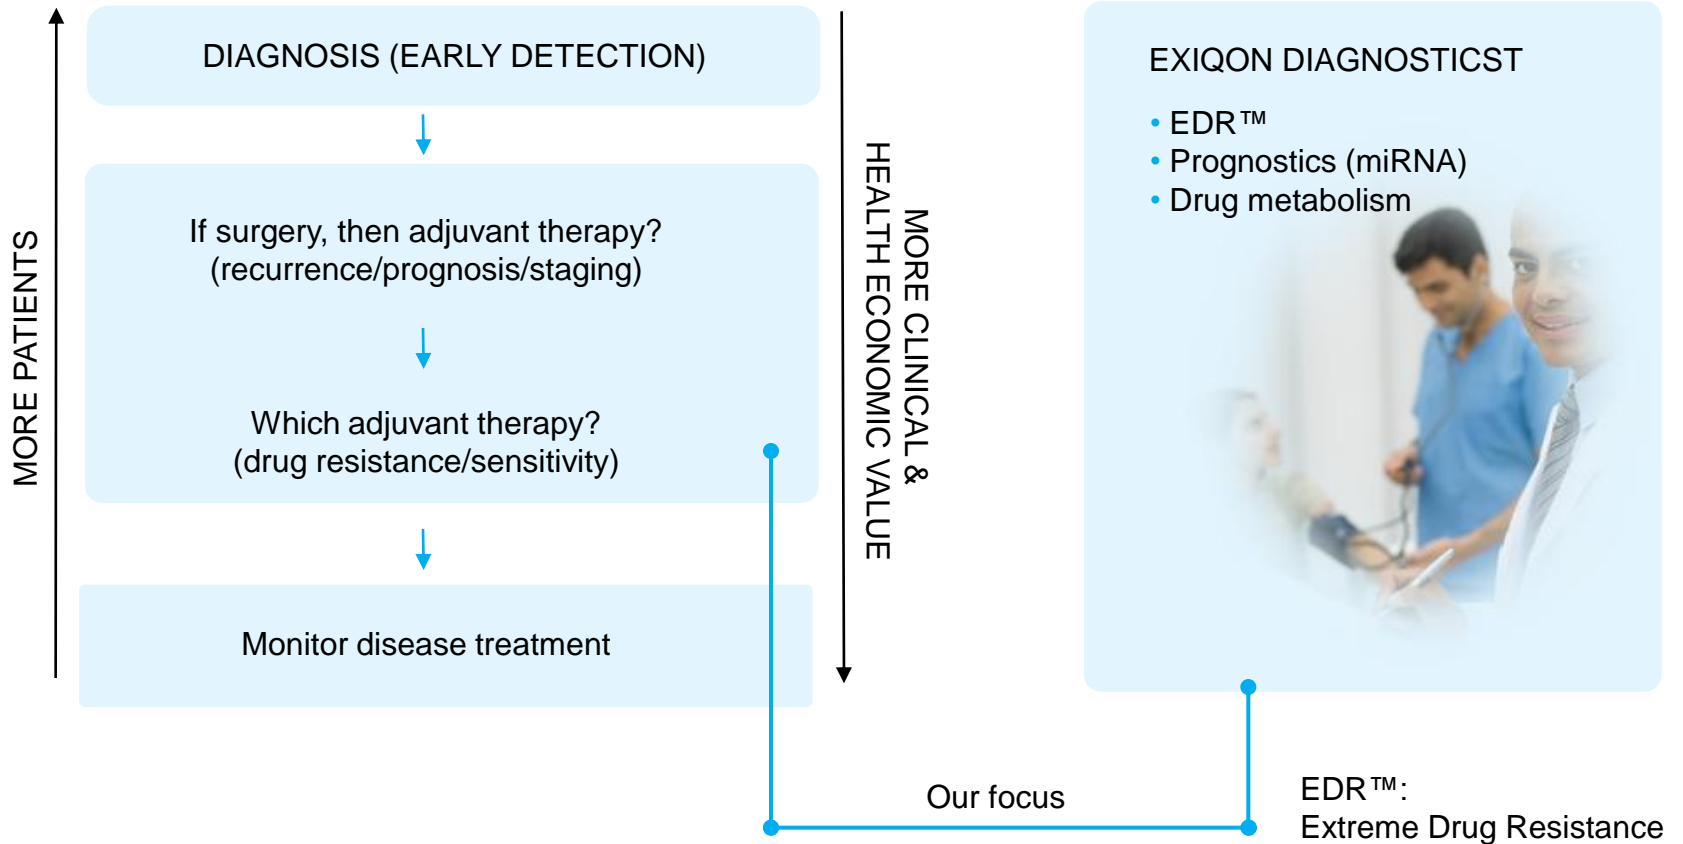 MORE PATIENTS
DIAGNOSIS (EARLY DETECTION)
If surgery, then adjuvant therapy?
(recurrence/prognosis/staging)
Which adjuvant therapy?
(drug resistance/sensitivity)
Monitor disease treatment
MORE CLINICAL &
HEALTH ECONOMIC VALUE
EXIQON DIAGNOSTICST
• EDR™
• Prognostics (miRNA)
• Drug metabolism
Our focus
EDR™:
Extreme Drug Resistance